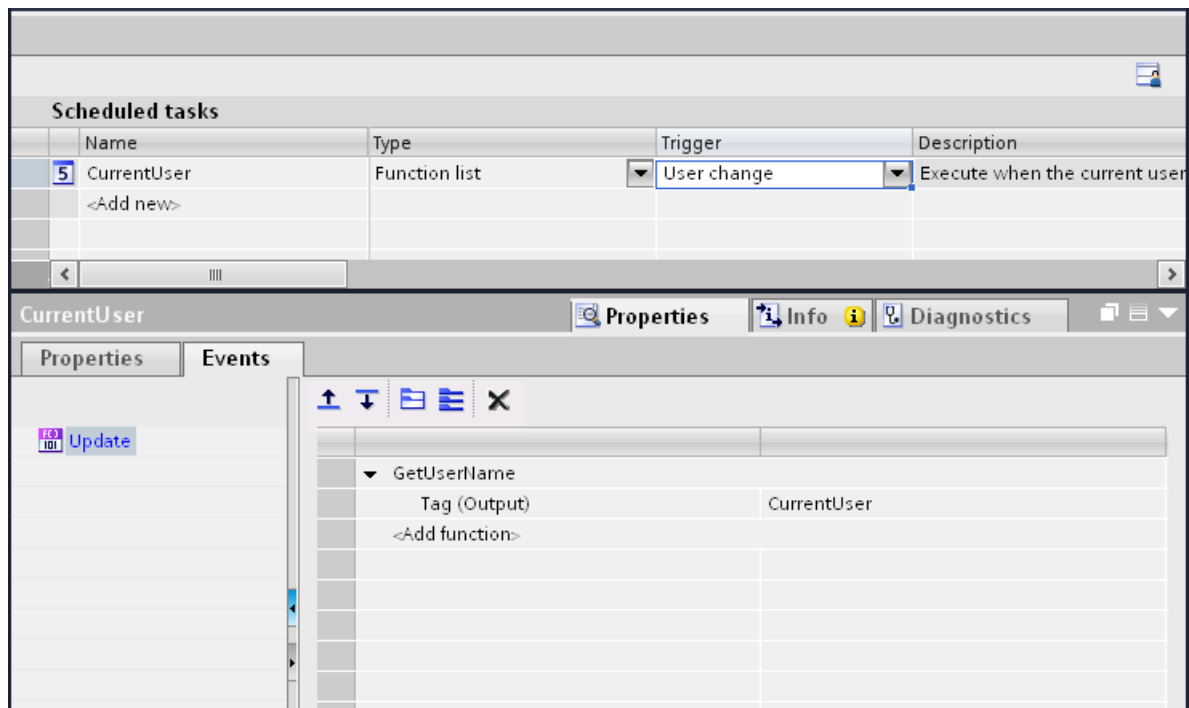 Scheduled tasks
Name Type Trigger Description
5 CurrentUser Function list User change Execute when the current user
<Add new>
CurrentUser Properties Info Diagnostics
Properties Events
Update
GetUserName
Tag (Output) CurrentUser
<Add function>